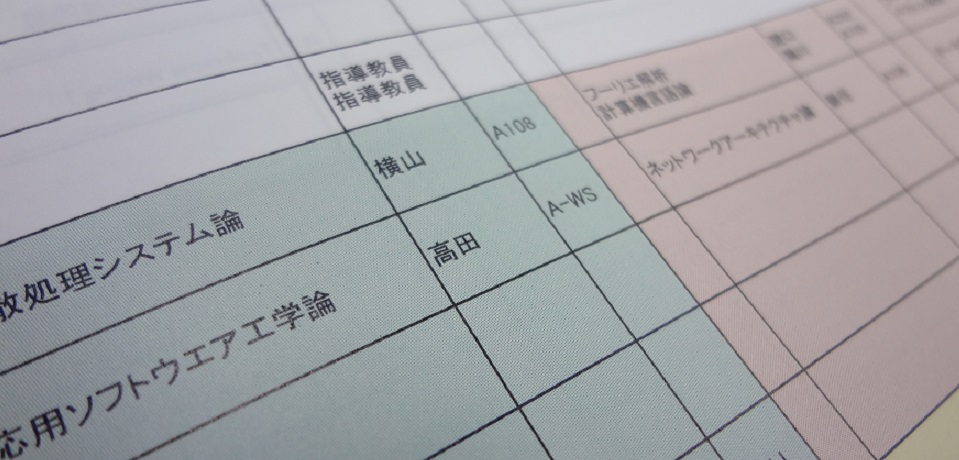 指導教員
指導教員
散処理システム論
横山
A108
フーリエ解析
計算機言語論
応用ソフトウエア工学論
高田
A-WS
ネットワークアーキテクチャ論